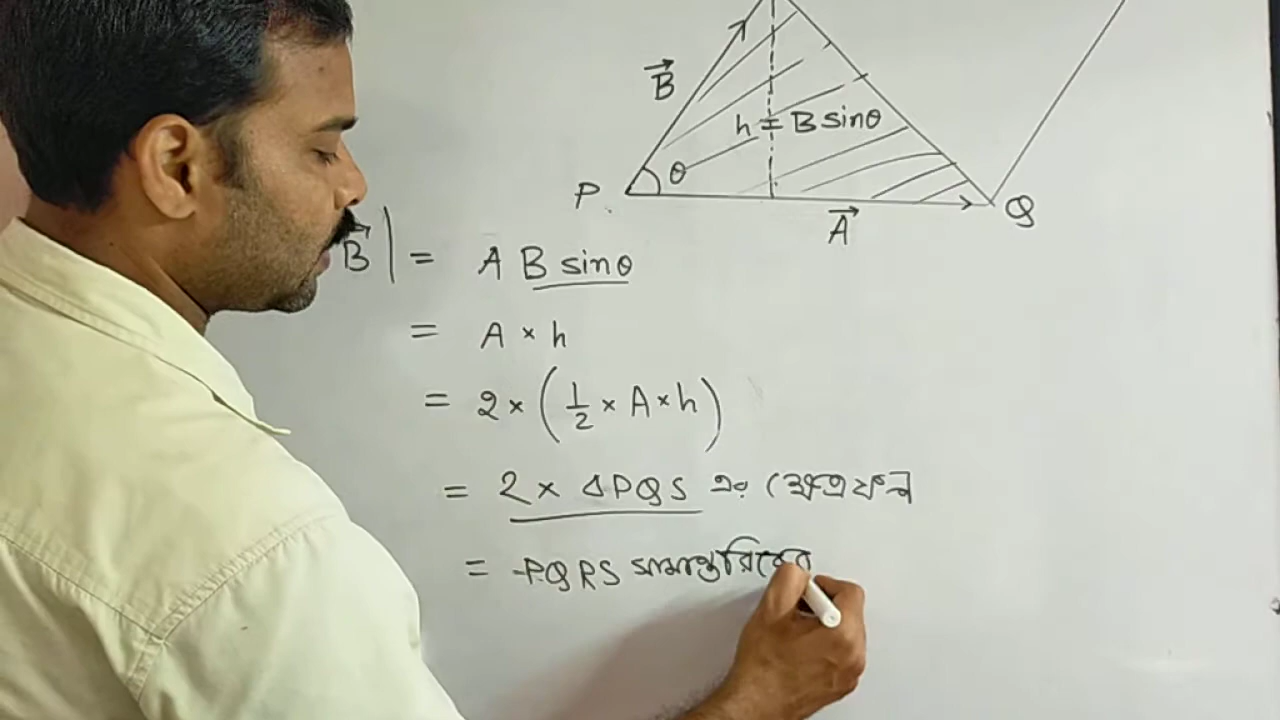 B
h = B sinθ
θ
P
A
Q
B| = A B sinθ
= A × h
= 2 × (1/2 × A × h)
= 2 × ΔPQS এর ক্ষেত্রফল
= PQRS সামান্তরিকের